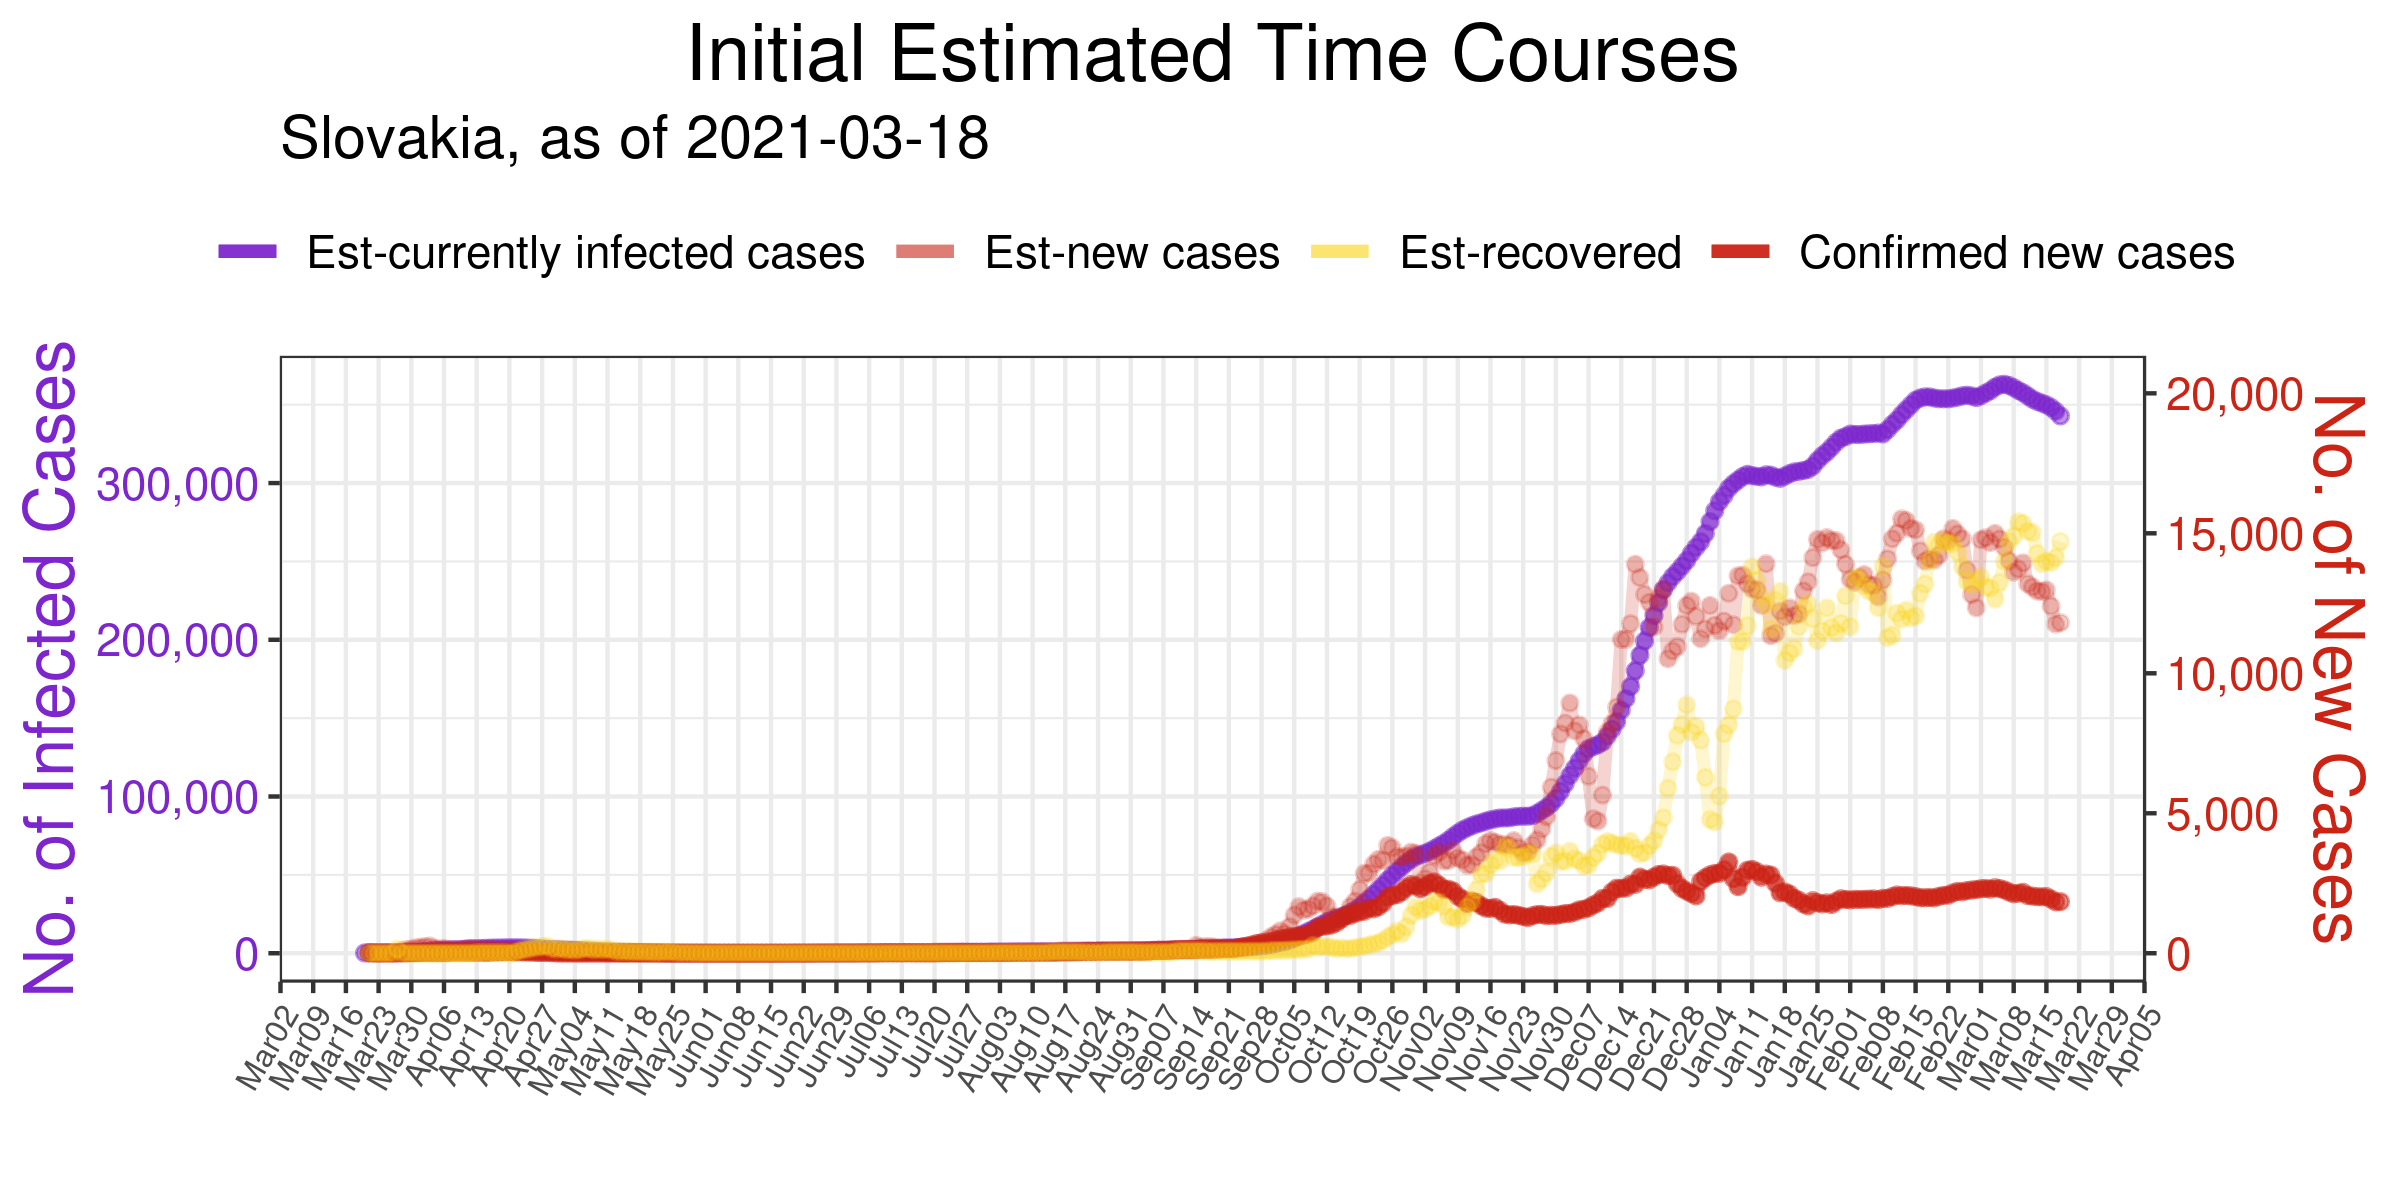 Initial Estimated Time Courses
Slovakia, as of 2021-03-18
Est-currently infected cases
Est-new cases
Est-recovered
Confirmed new cases
No. of Infected Cases
300,000
200,000
100,000
0
20,000
15,000
10,000
5,000
0
No. of New Cases
Mar02
Mar09
Mar16
Mar23
Mar30
Apr06
Apr13
Apr20
Apr27
May04
May11
May18
May25
Jun01
Jun08
Jun15
Jun22
Jun29
Jul06
Jul13
Jul20
Jul27
Aug03
Aug10
Aug17
Aug24
Aug31
Sep07
Sep14
Sep21
Sep28
Oct05
Oct12
Oct19
Oct26
Nov02
Nov09
Nov16
Nov23
Nov30
Dec07
Dec14
Dec21
Dec28
Jan04
Jan11
Jan18
Jan25
Feb01
Feb08
Feb15
Feb22
Mar01
Mar08
Mar15
Mar22
Mar29
Apr05